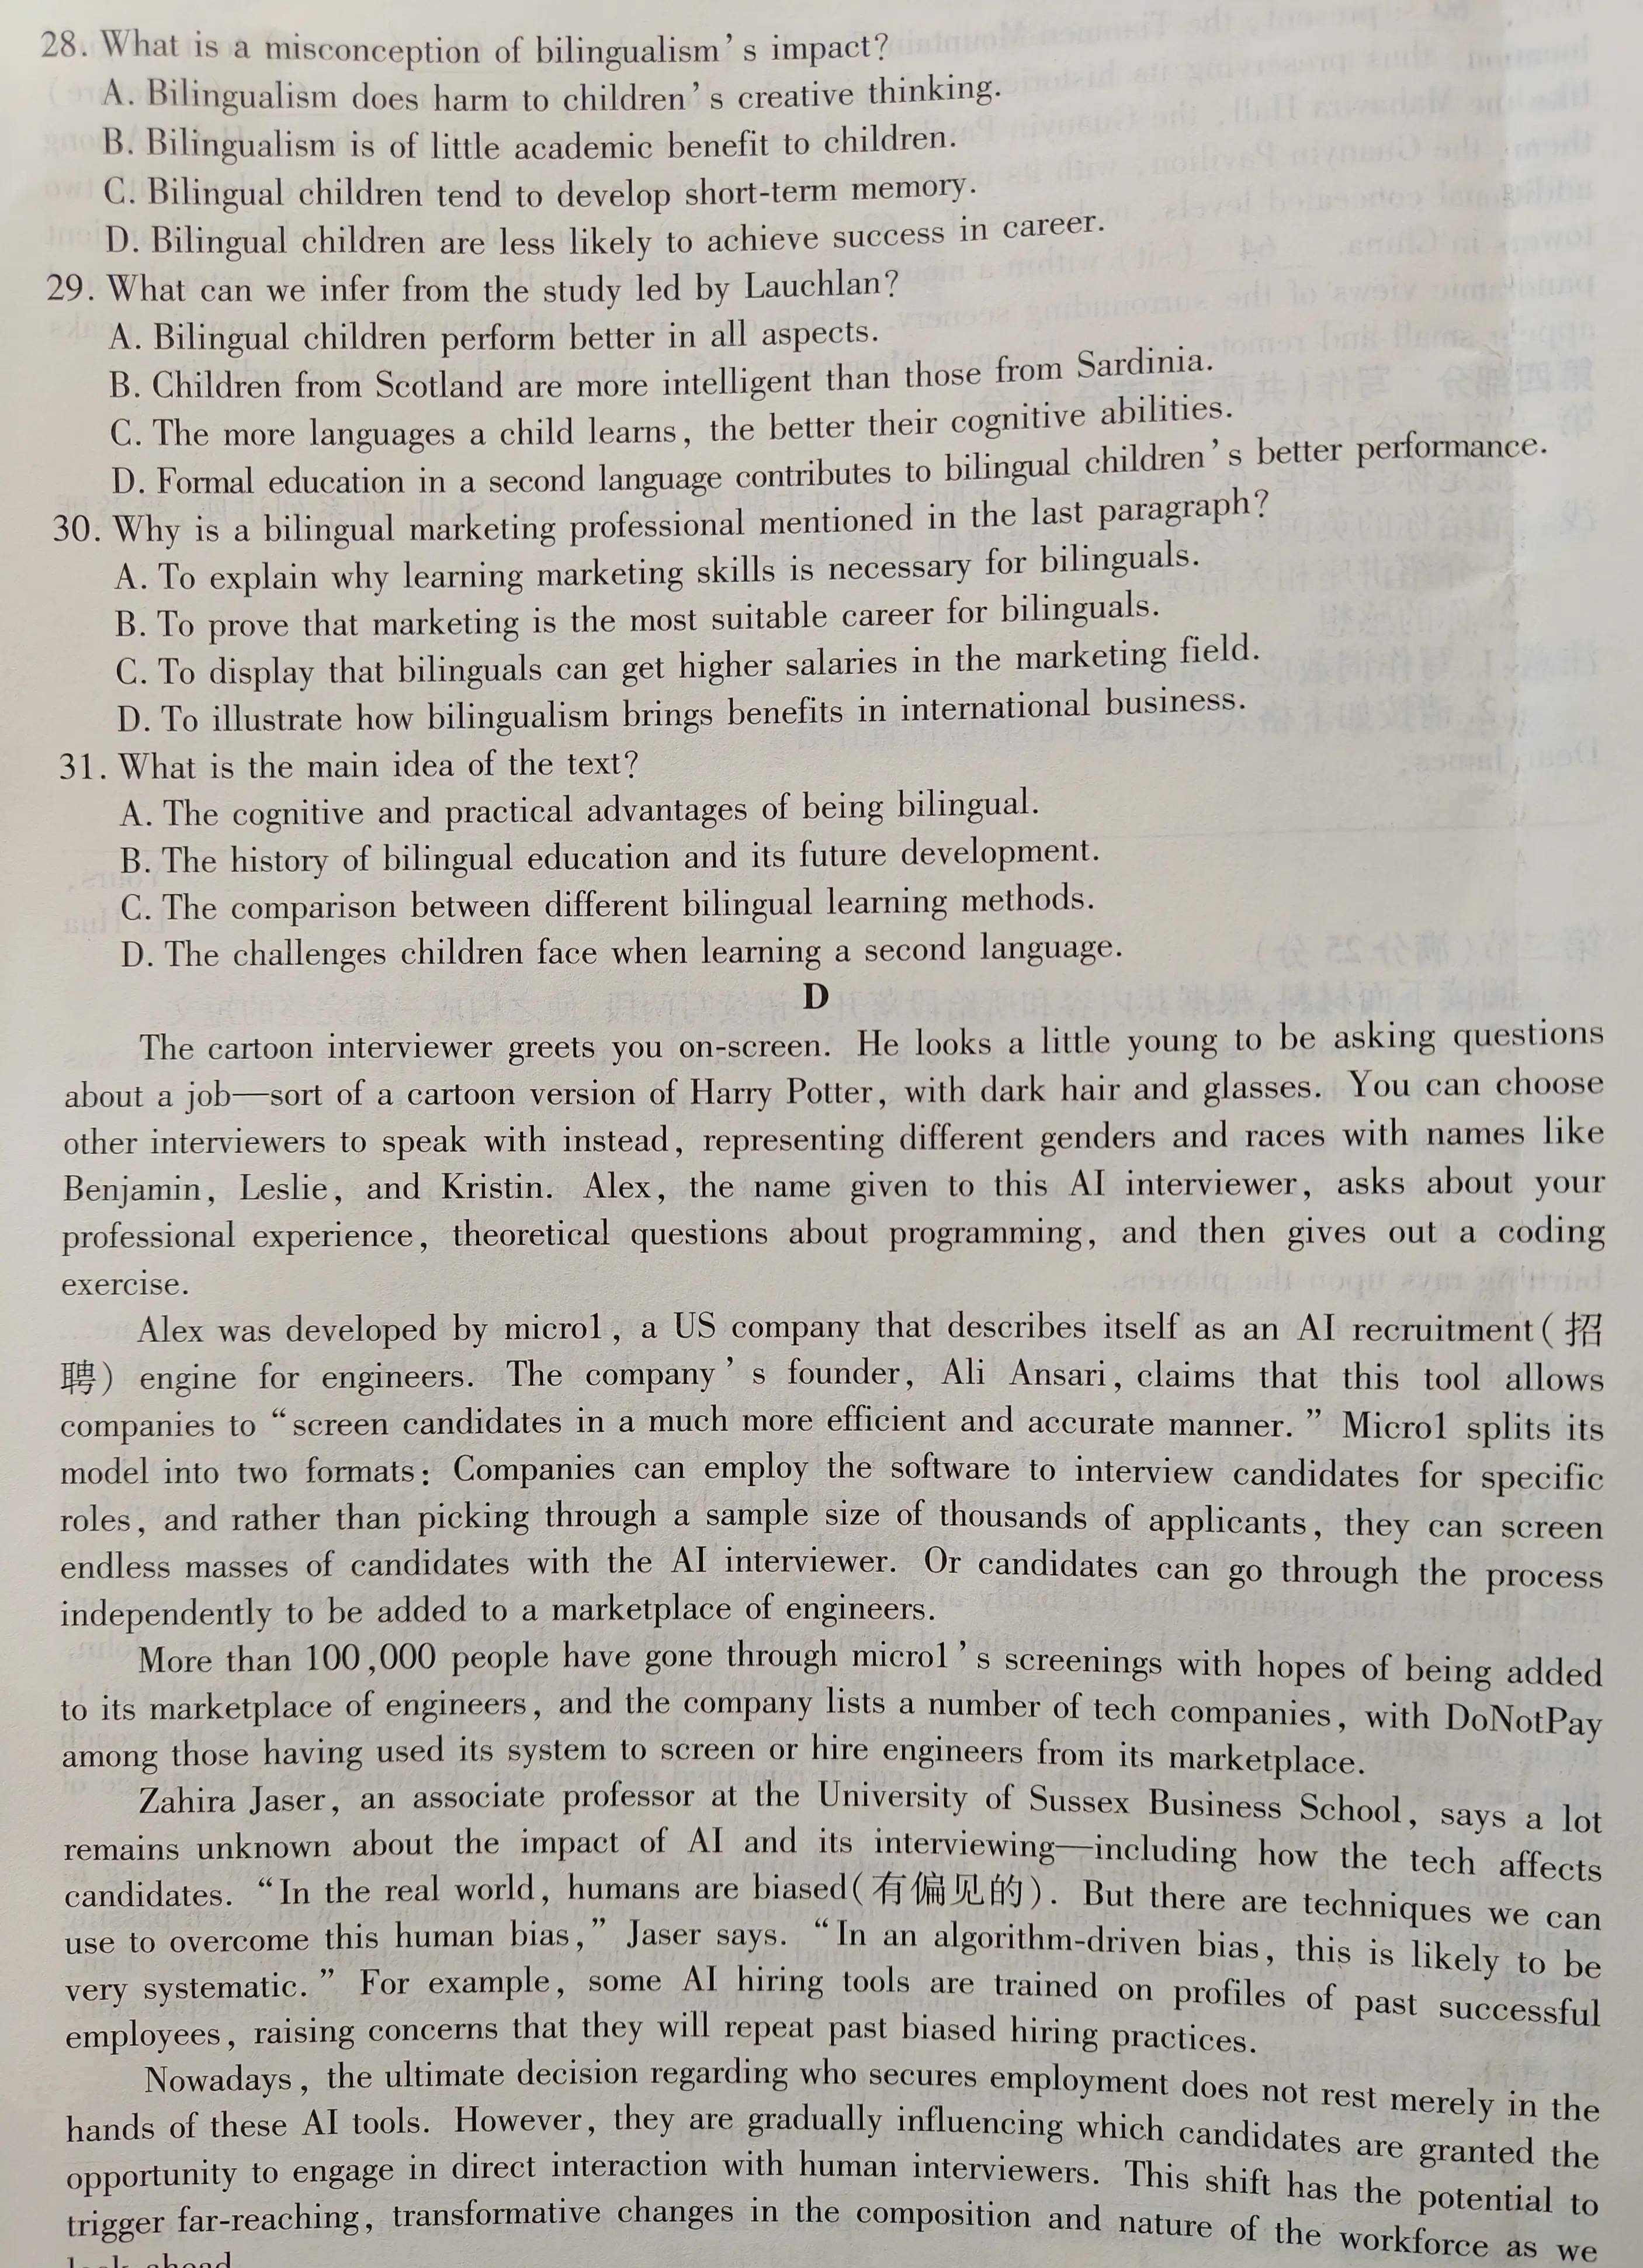 28. What is a misconception of bilingualism's impact?
A. Bilingualism does harm to children's creative thinking.
B. Bilingualism is of little academic benefit to children.
C. Bilingual children tend to develop short-term memory.
D. Bilingual children are less likely to achieve success in career.
29. What can we infer from the study led by Lauchlan?
A. Bilingual children perform better in all aspects.
B. Children from Scotland are more intelligent than those from Sardinia.
C. The more languages a child learns, the better their cognitive abilities.
D. Formal education in a second language contributes to bilingual children's better performance.
30. Why is a bilingual marketing professional mentioned in the last paragraph?
A. To explain why learning marketing skills is necessary for bilinguals.
B. To prove that marketing is the most suitable career for bilinguals.
C. To display that bilinguals can get higher salaries in the marketing field.
D. To illustrate how bilingualism brings benefits in international business.
31. What is the main idea of the text?
A. The cognitive and practical advantages of being bilingual.
B. The history of bilingual education and its future development.
C. The comparison between different bilingual learning methods.
D. The challenges children face when learning a second language.
D
The cartoon interviewer greets you on-screen. He looks a little young to be asking questions
about a job—sort of a cartoon version of Harry Potter, with dark hair and glasses. You can choose
other interviewers to speak with instead, representing different genders and races with names like
Benjamin, Leslie, and Kristin. Alex, the name given to this AI interviewer, asks about your
professional experience, theoretical questions about programming, and then gives out a coding
exercise.
Alex was developed by micro1, a US company that describes itself as an AI recruitment(招
聘) engine for engineers. The company's founder, Ali Ansari, claims that this tool allows
companies to "screen candidates in a much more efficient and accurate manner." Micro1 splits its
model into two formats: Companies can employ the software to interview candidates for specific
roles, and rather than picking through a sample size of thousands of applicants, they can screen
endless masses of candidates with the AI interviewer. Or candidates can go through the process
independently to be added to a marketplace of engineers.
More than 100,000 people have gone through micro1's screenings with hopes of being added
to its marketplace of engineers, and the company lists a number of tech companies, with DoNotPay
among those having used its system to screen or hire engineers from its marketplace.
Zahira Jaser, an associate professor at the University of Sussex Business School, says a lot
remains unknown about the impact of AI and its interviewing—including how the tech affects
candidates. "In the real world, humans are biased(有偏见的). But there are techniques we can
use to overcome this human bias," Jaser says. "In an algorithm-driven bias, this is likely to be
very systematic." For example, some AI hiring tools are trained on profiles of past successful
employees, raising concerns that they will repeat past biased hiring practices.
Nowadays, the ultimate decision regarding who secures employment does not rest merely in the
hands of these AI tools. However, they are gradually influencing which candidates are granted the
opportunity to engage in direct interaction with human interviewers. This shift has the potential to
trigger far-reaching, transformative changes in the composition and nature of the workforce as we